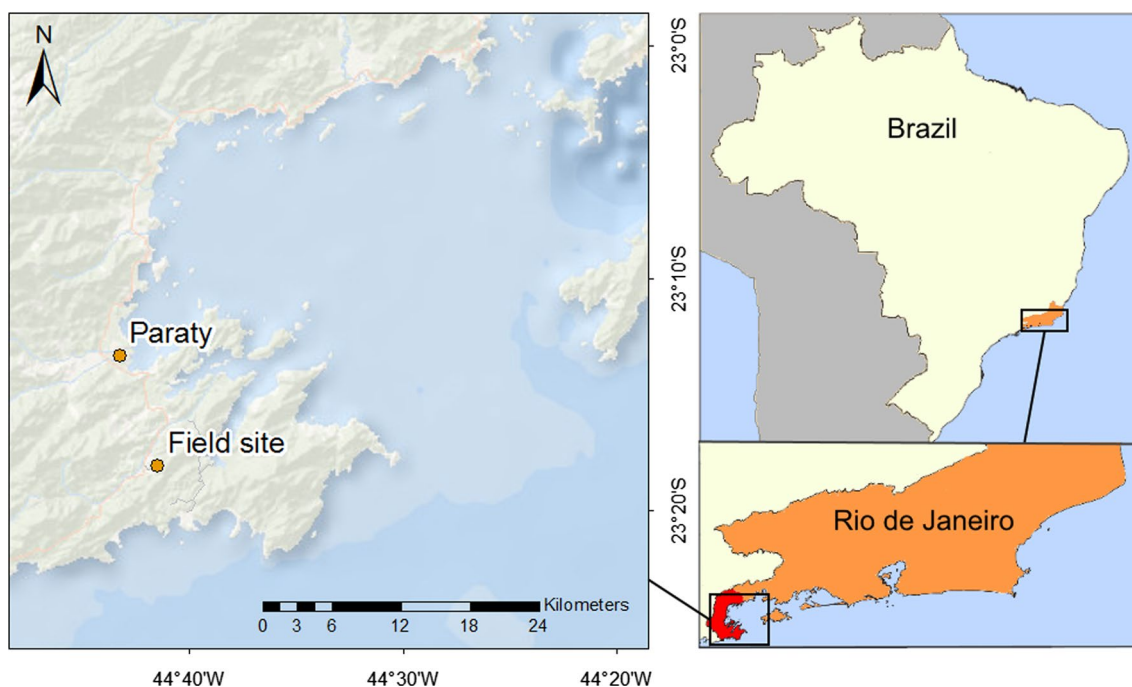 N
Paraty
Field site
Kilometers
0 3 6 12 18 24
44°40'W 44°30'W 44°20'W
23°0'S
23°10'S
23°20'S
Brazil
Rio de Janeiro